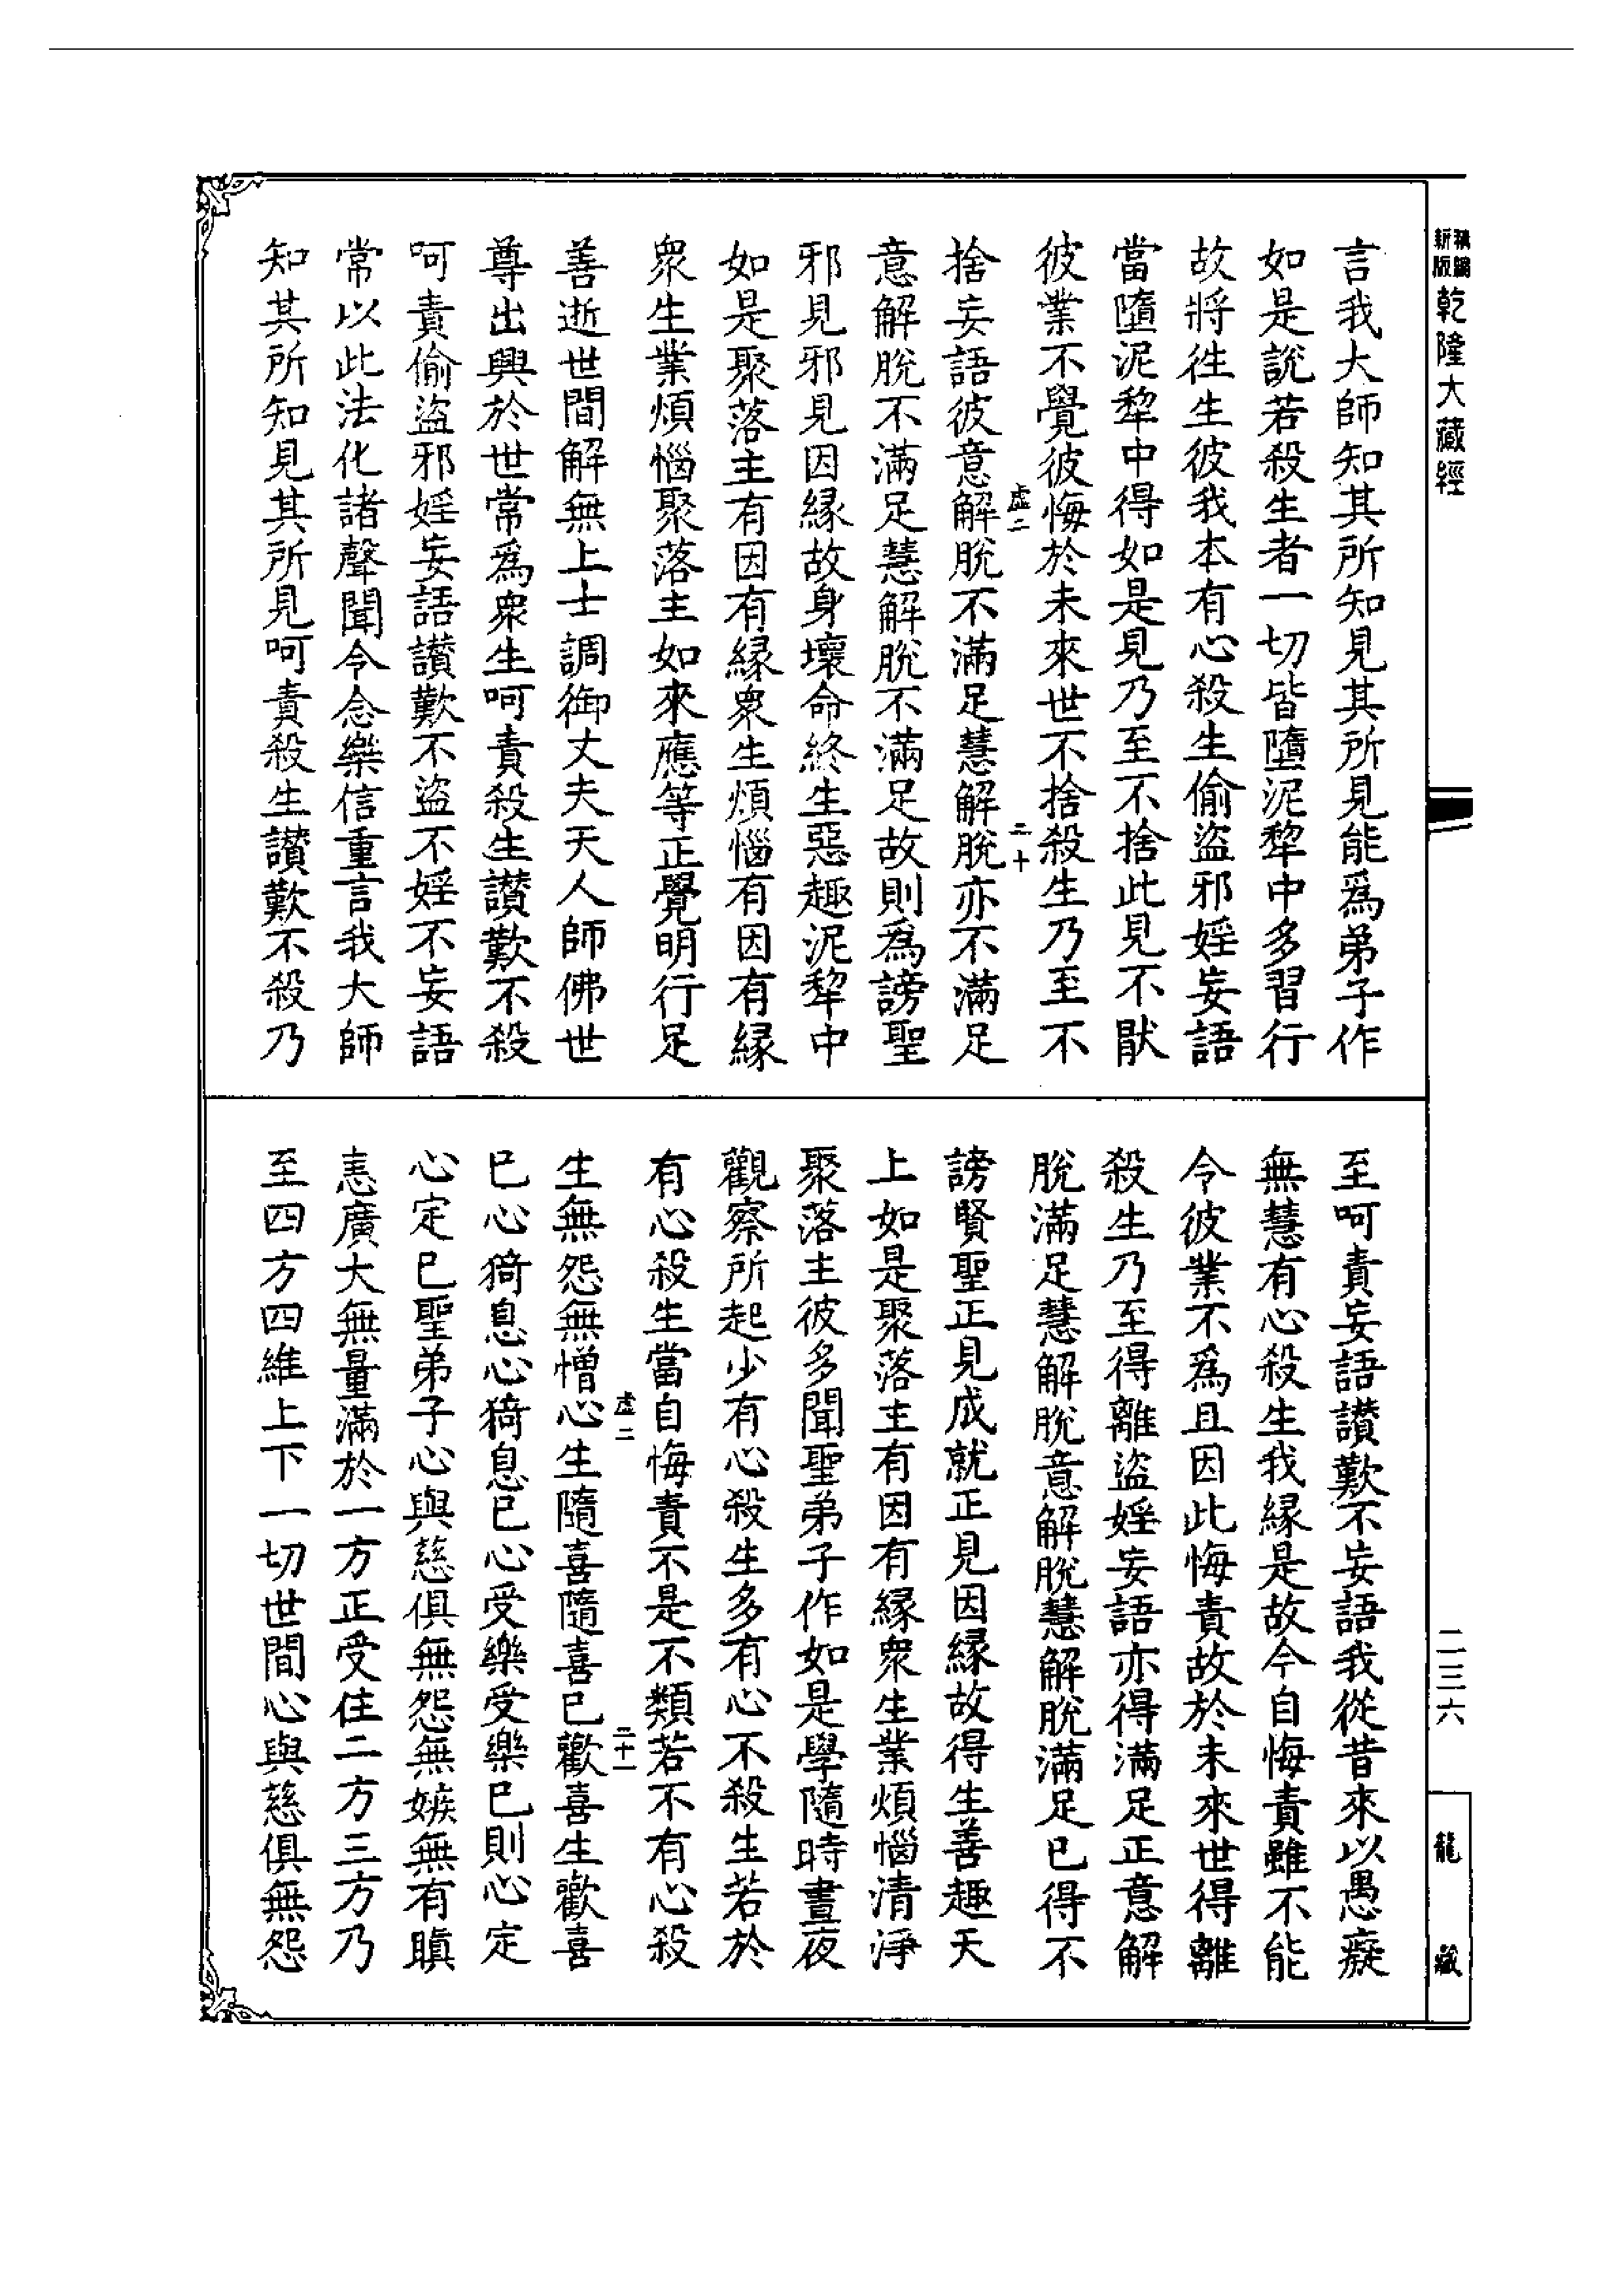 新編
新版
乾隆大藏經
言我大師知其所知見其所見能爲弟子作
如是說若殺生者一切皆墮泥犂中多習行
故將徃生彼我本有心殺生偷盜邪婬妄語
當墮泥犂中得如是見乃至不捨此見不猒
彼業不覺彼悔於未來世不捨殺生乃至不
虛二
二十
捨妄語彼意解脫不滿足慧解脫亦不滿足
意解脫不滿足慧解脫不滿足故則爲謗聖
邪見邪見因緣故身壞命終生惡趣泥犂中
如是聚落主有因有緣衆生煩惱有因有緣
衆生業煩惱聚落主如來應等正覺明行足
善逝世間解無上士調御丈夫天人師佛世
尊出興於世常爲衆生呵責殺生讚歎不殺
呵責偷盜邪婬妄語讚歎不盜不婬不妄語
常以此法化諸聲聞令念樂信重言我大師
知其所知見其所見呵責殺生讚歎不殺乃
至呵責妄語讚歎不妄語我從昔來以愚癡
無慧有心殺生我緣是故今自悔責雖不能
令彼業不爲且因此悔責故於未來世得離
殺生乃至得離盜婬妄語亦得滿足正意解
脫滿足慧解脫意解脫慧解脫滿足已得不
謗賢聖正見成就正見因緣故得生善趣天
上如是聚落主有因有緣衆生業煩惱清淨
聚落主彼多聞聖弟子作如是學隨時晝夜
觀察所起少有心殺生多有心不殺生若於
有心殺生當自悔責不是不類若不有心殺
虛二
二十一
生無怨無憎心生隨喜隨喜已歡喜生歡喜
已心猗息心猗息已心受樂受樂已則心定
心定已聖弟子心與慈俱無怨無嫉無有瞋
恚廣大無量滿於一方正受住二方三方乃
至四方四維上下一切世間心與慈俱無怨
二三六
龍藏